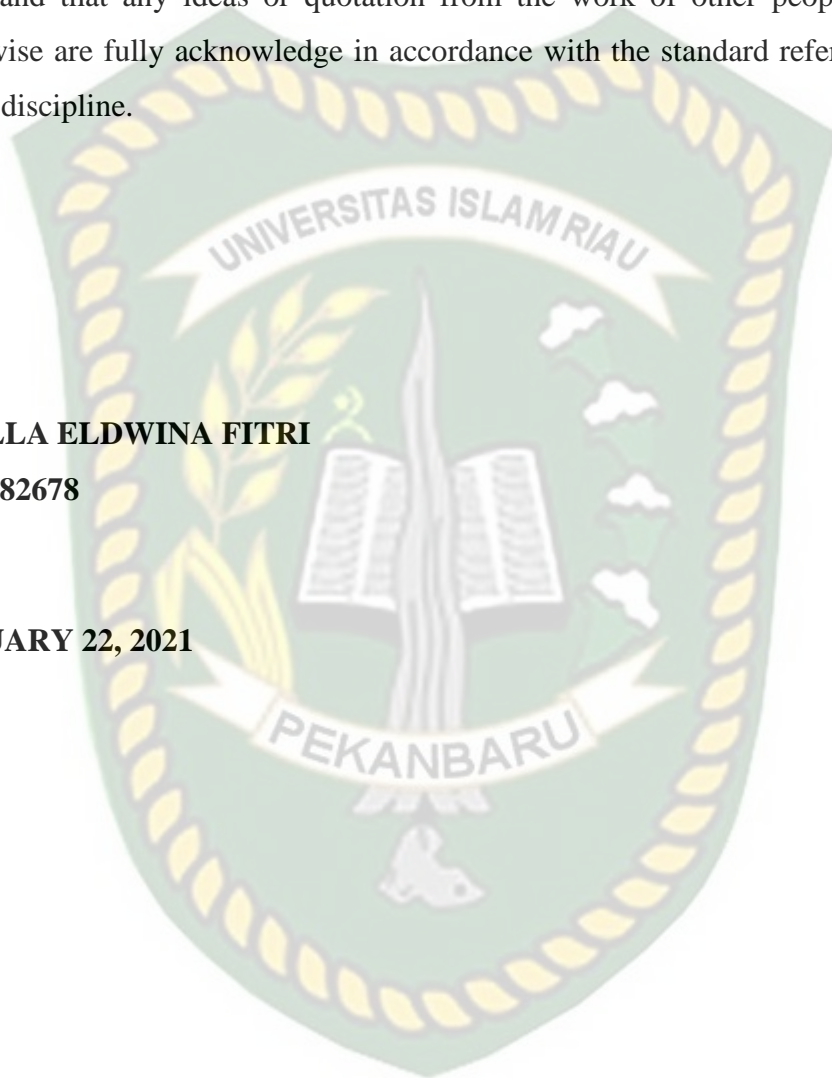 and that any ideas or quotation from the work of other peop
wise are fully acknowledge in accordance with the standard refer
discipline.
UNIVERSITAS ISLAM RIAU
LLA ELDWINA FITRI
82678
UARY 22, 2021
PEKANBARU